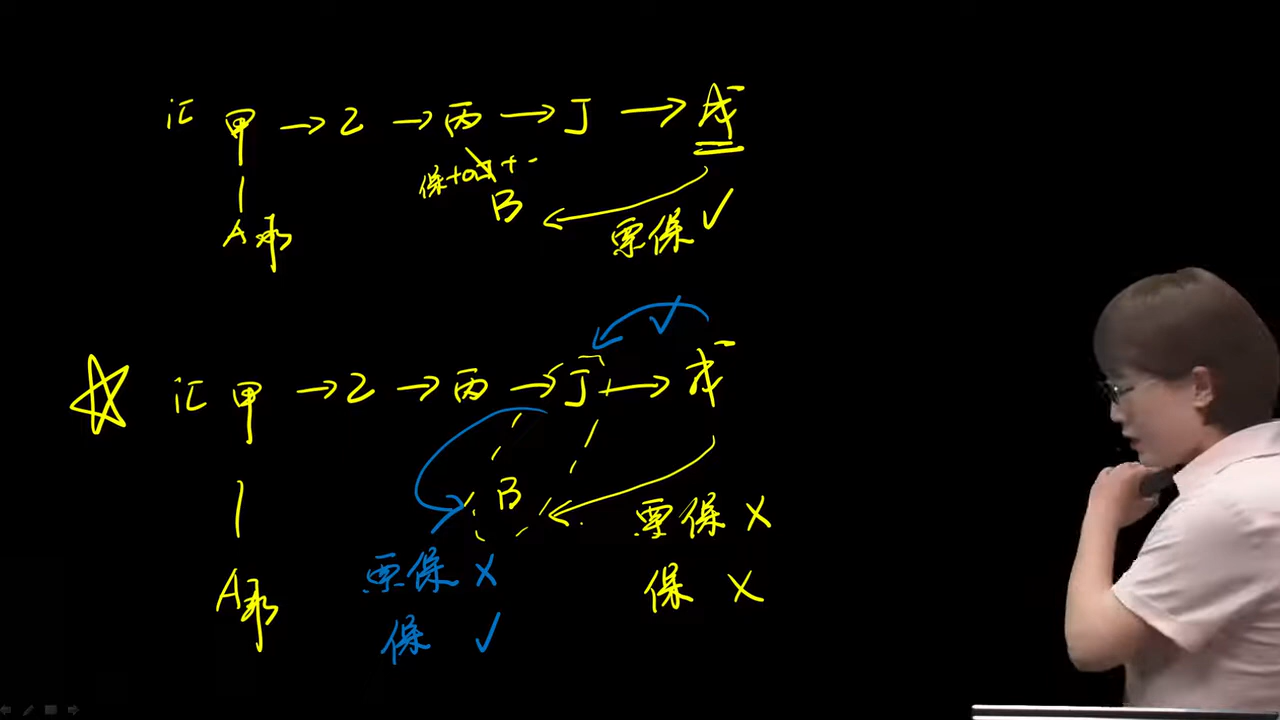 汇 甲 → 乙 → 丙 → 丁 → 戊
保
B
票保 ✓
A承
✓
☆ 汇 甲 → 乙 → 丙 → 丁 → 戊
B
票保 ×
保 ×
票保 ×
保 ✓
A承